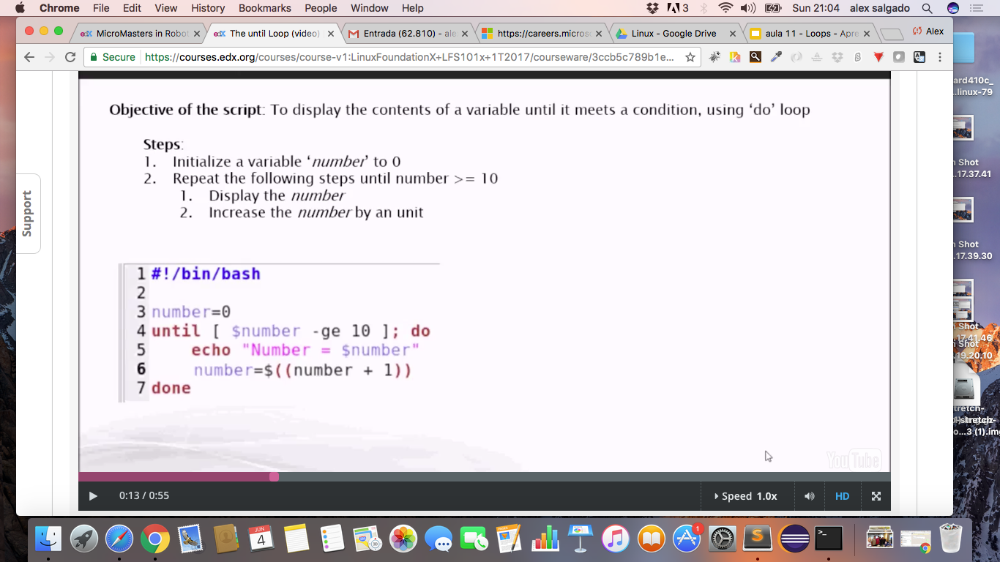 Chrome File Edit View History Bookmarks People Window Help 3 Sun 21:04 alex salgado
MicroMasters in Robot
edX The until Loop (video)
Entrada (62.810) - ale
https://careers.micros
Linux - Google Drive
aula 11 - Loops - Apre
Alex
Secure https://courses.edx.org/courses/course-v1:LinuxFoundationX+LFS101x+1T2017/courseware/3ccb5c789b1e...
Objective of the script: To display the contents of a variable until it meets a condition, using ‘do’ loop
Steps:
1. Initialize a variable ‘number’ to 0
2. Repeat the following steps until number >= 10
1. Display the number
2. Increase the number by an unit
Support
1 #!/bin/bash
2
3 number=0
4 until [ $number -ge 10 ]; do
5 echo "Number = $number"
6 number=$((number + 1))
7 done
YouTube
0:13 / 0:55
Speed 1.0x
HD
ard410c_
.linux-79
Shot
.17.37.41
Shot
.17.39.30
Shot
.17.41.46
Shot
.19.20.10
o...3 (1).img
JUN
4
1